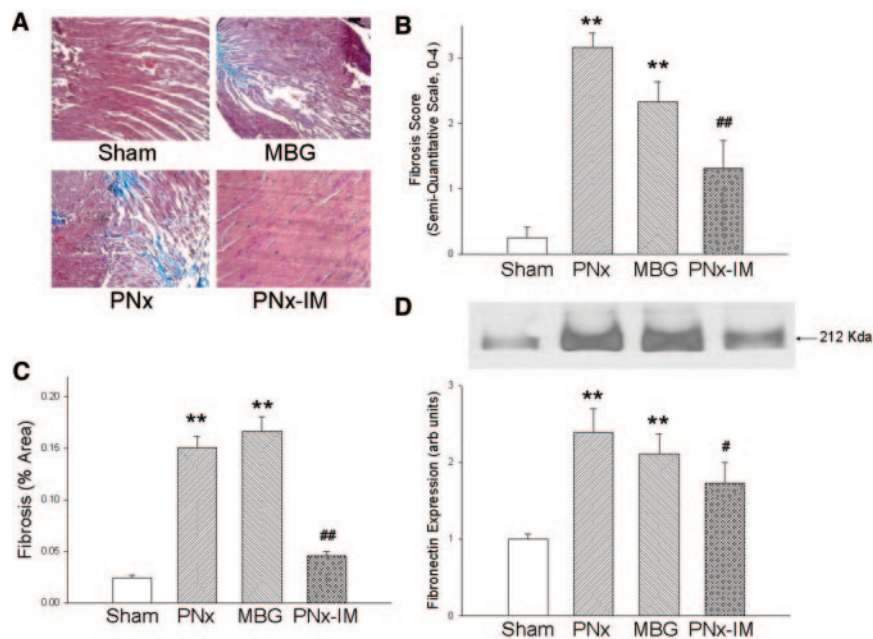 A
Sham
MBG
PNx
PNx-IM
B
Fibrosis Score
(Semi-Quantitative Scale, 0-4)
3
2
1
0
**
**
##
Sham
PNx
MBG
PNx-IM
C
Fibrosis (% Area)
0.20
0.15
0.10
0.05
0.00
**
**
##
Sham
PNx
MBG
PNx-IM
D
212 Kda
Fibronectin Expression (arb units)
3
2
1
0
**
**
#
Sham
PNx
MBG
PNx-IM